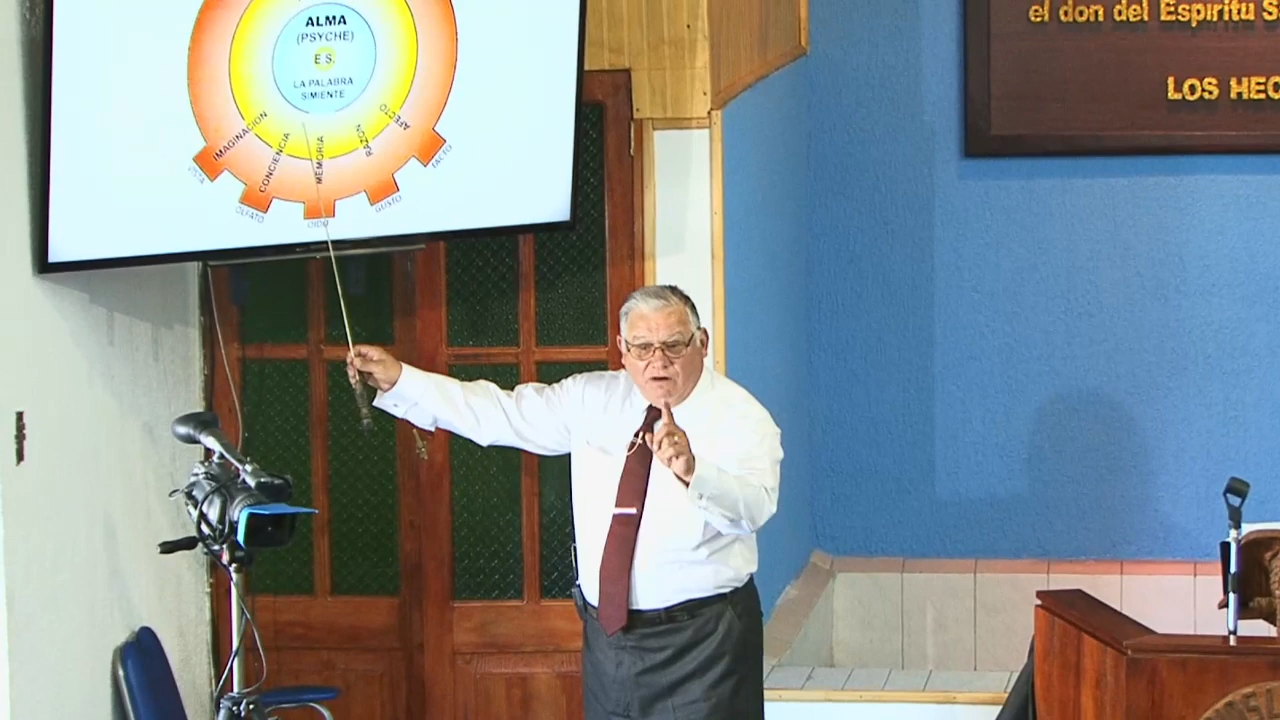 ALMA
(PSYCHE)
ES
LA PALABRA
SIMIENTE
IMAGINACION
CONCIENCIA
MEMORIA
RAZON
AFECTO
VISTA
OLFATO
OIDO
GUSTO
TACTO
el don del Espíritu S
LOS HEC